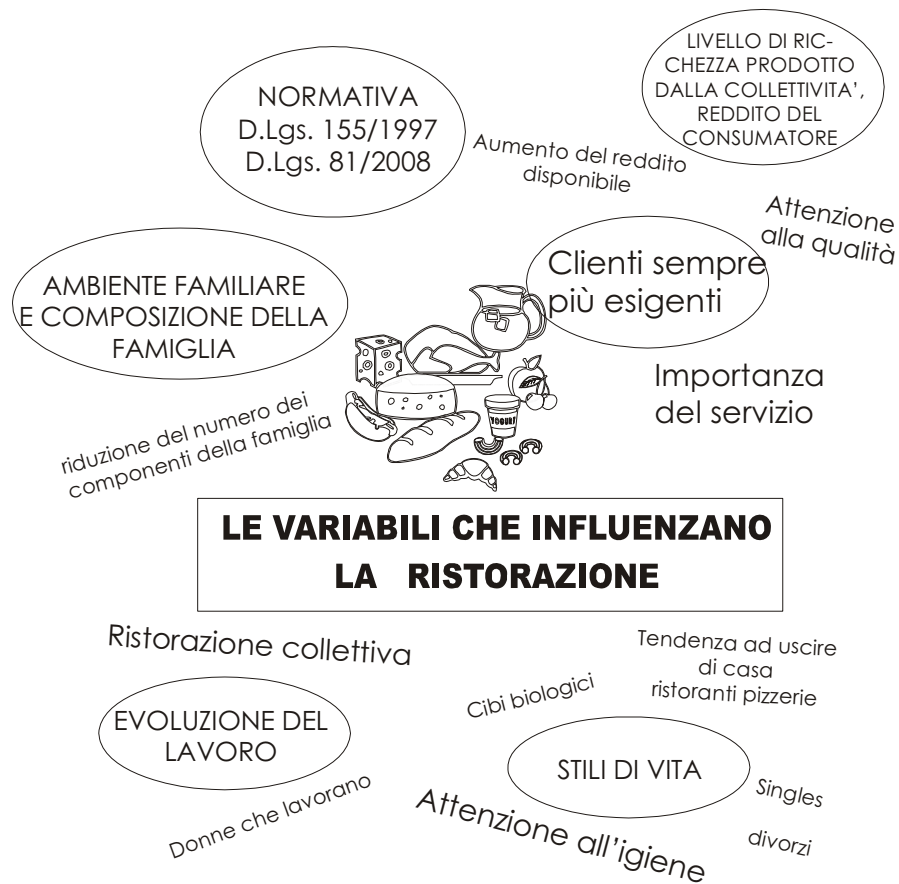 NORMATIVA
D.Lgs. 155/1997
D.Lgs. 81/2008
LIVELLO DI RIC-
CHEZZA PRODOTTO
DALLA COLLETTIVITA’,
REDDITO DEL
CONSUMATORE
Aumento del reddito
disponibile
Attenzione
alla qualità
AMBIENTE FAMILIARE
E COMPOSIZIONE DELLA
FAMIGLIA
Clienti sempre
più esigenti
Importanza
del servizio
riduzione del numero dei
componenti della famiglia
YOGURT
LE VARIABILI CHE INFLUENZANO
LA RISTORAZIONE
Ristorazione collettiva
Tendenza ad uscire
di casa
ristoranti pizzerie
Cibi biologici
EVOLUZIONE DEL
LAVORO
STILI DI VITA
Donne che lavorano
Attenzione all’igiene
Singles
divorzi